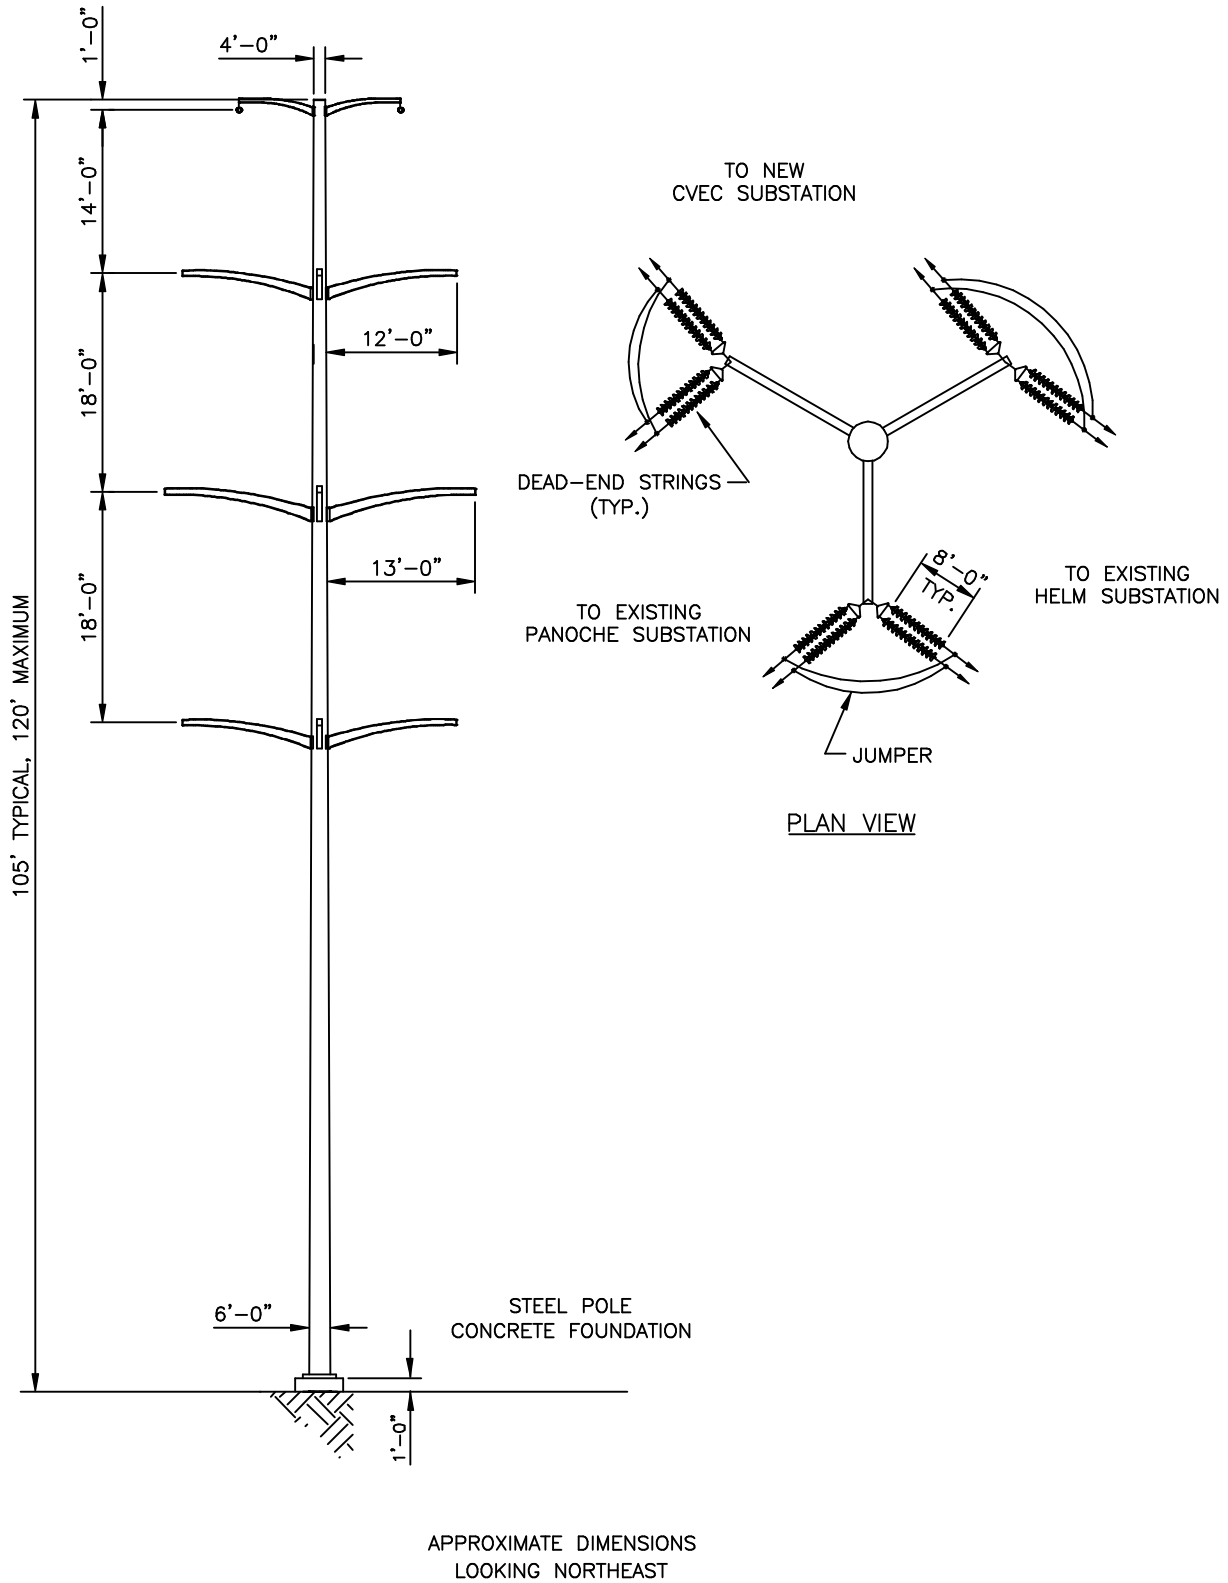 1'-0"
4'-0"
14'-0"
18'-0"
12'-0"
18'-0"
13'-0"
105' TYPICAL, 120' MAXIMUM
6'-0"
STEEL POLE
CONCRETE FOUNDATION
1'-0"
TO NEW
CVEC SUBSTATION
DEAD-END STRINGS
(TYP.)
8'-0"
TYP.
TO EXISTING
HELM SUBSTATION
TO EXISTING
PANOCHE SUBSTATION
JUMPER
PLAN VIEW
APPROXIMATE DIMENSIONS
LOOKING NORTHEAST